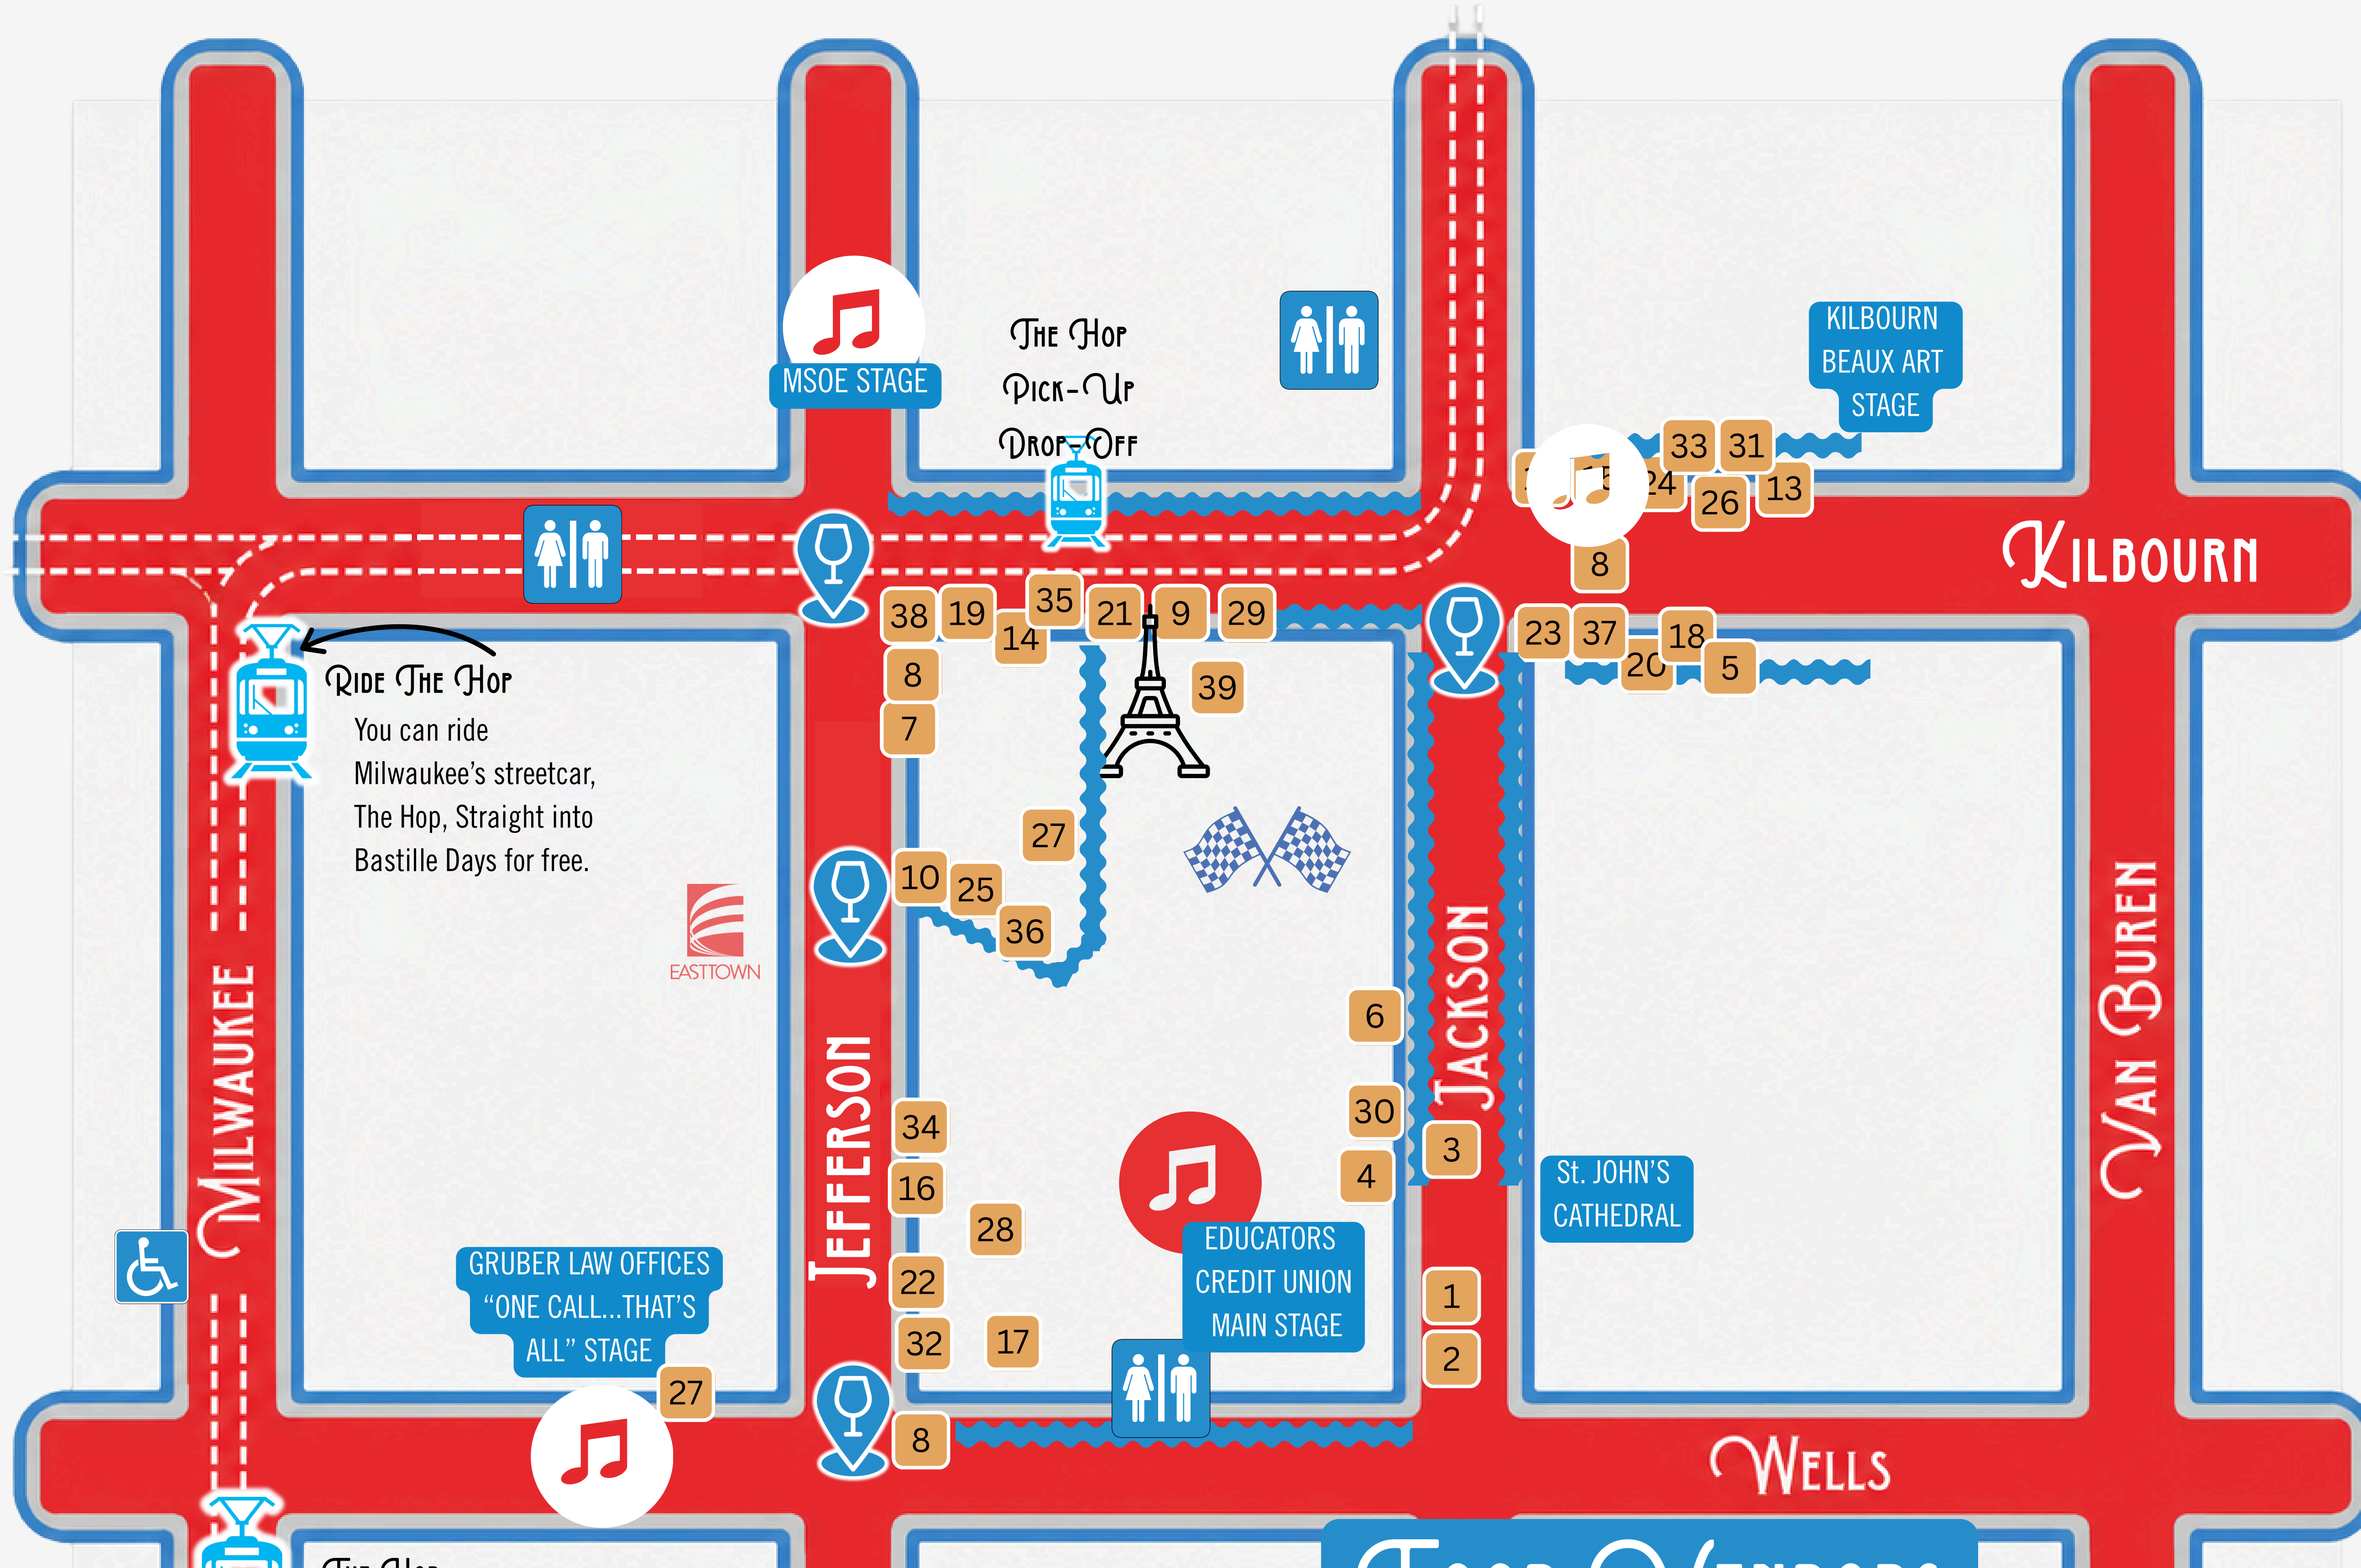 MSOE STAGE
THE HOP
PICK-UP
DROP-OFF
KILBOURN
BEAUX ART
STAGE
33 31
24 26 13
8
KILBOURN
38 19 14 35 21 9 29
23 37 20 18 5
8
7
39
RIDE THE HOP
You can ride
Milwaukee's streetcar,
The Hop, Straight into
Bastille Days for free.
EASTTOWN
27
10 25 36
6
30
3
4
34
16
28
22
32 17
1
2
MILWAUKEE
JEFFERSON
JACKSON
VAN BUREN
St. JOHN'S
CATHEDRAL
EDUCATORS
CREDIT UNION
MAIN STAGE
GRUBER LAW OFFICES
“ONE CALL...THAT'S
ALL” STAGE
27
8
WELLS